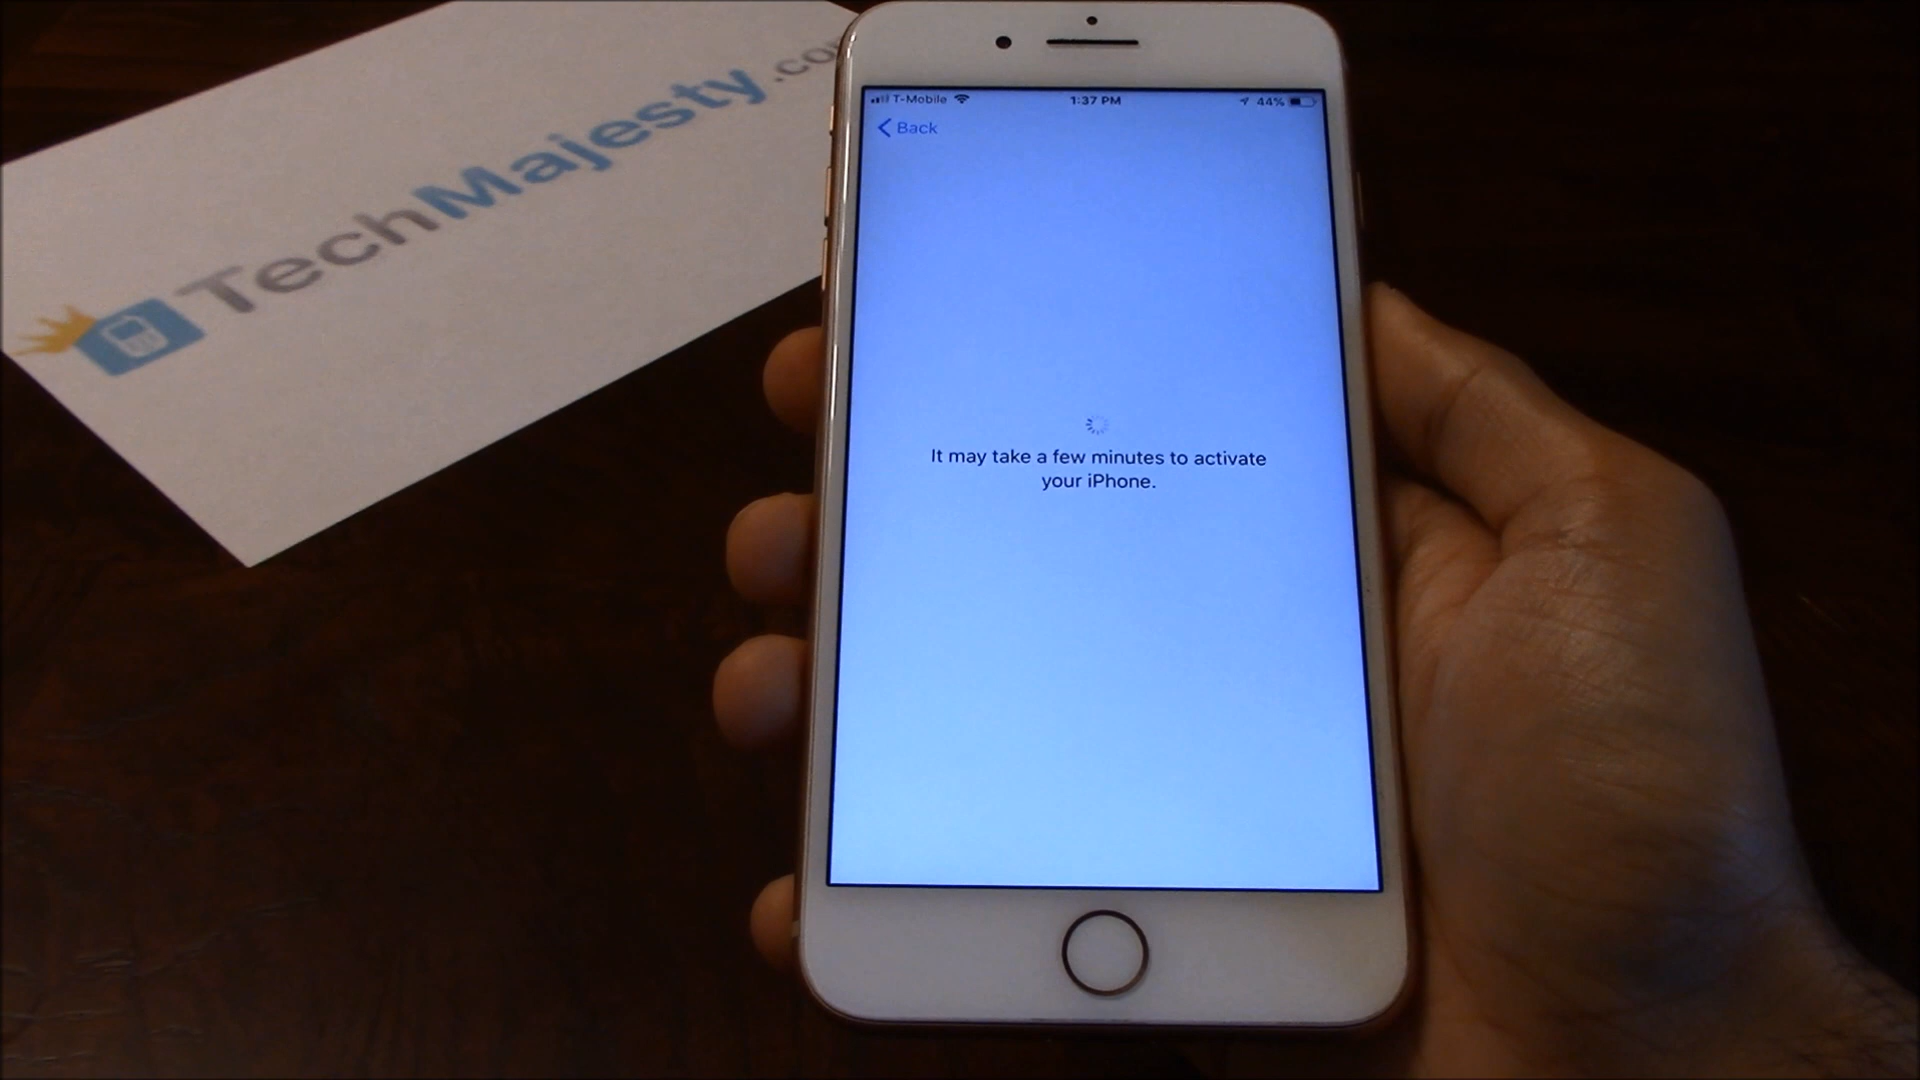 TechMajesty.com
T-Mobile 1:37 PM 44%
Back
It may take a few minutes to activate
your iPhone.